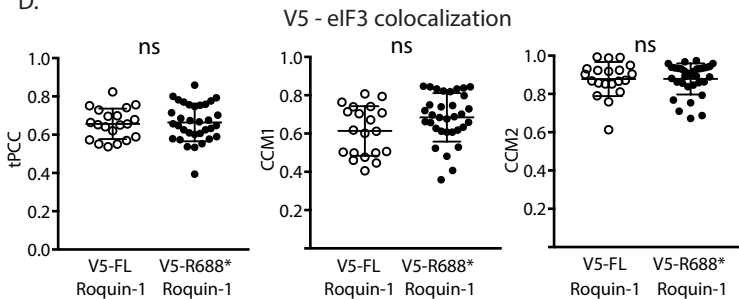 D.
V5 - eIF3 colocalization
ns
1.0
0.8
0.6
0.4
0.2
0.0
tPCC
V5-FL
Roquin-1
V5-R688*
Roquin-1
ns
1.0
0.8
0.6
0.4
0.2
CCM1
V5-FL
Roquin-1
V5-R688*
Roquin-1
ns
1.0
0.8
0.6
0.4
0.2
CCM2
V5-FL
Roquin-1
V5-R688*
Roquin-1